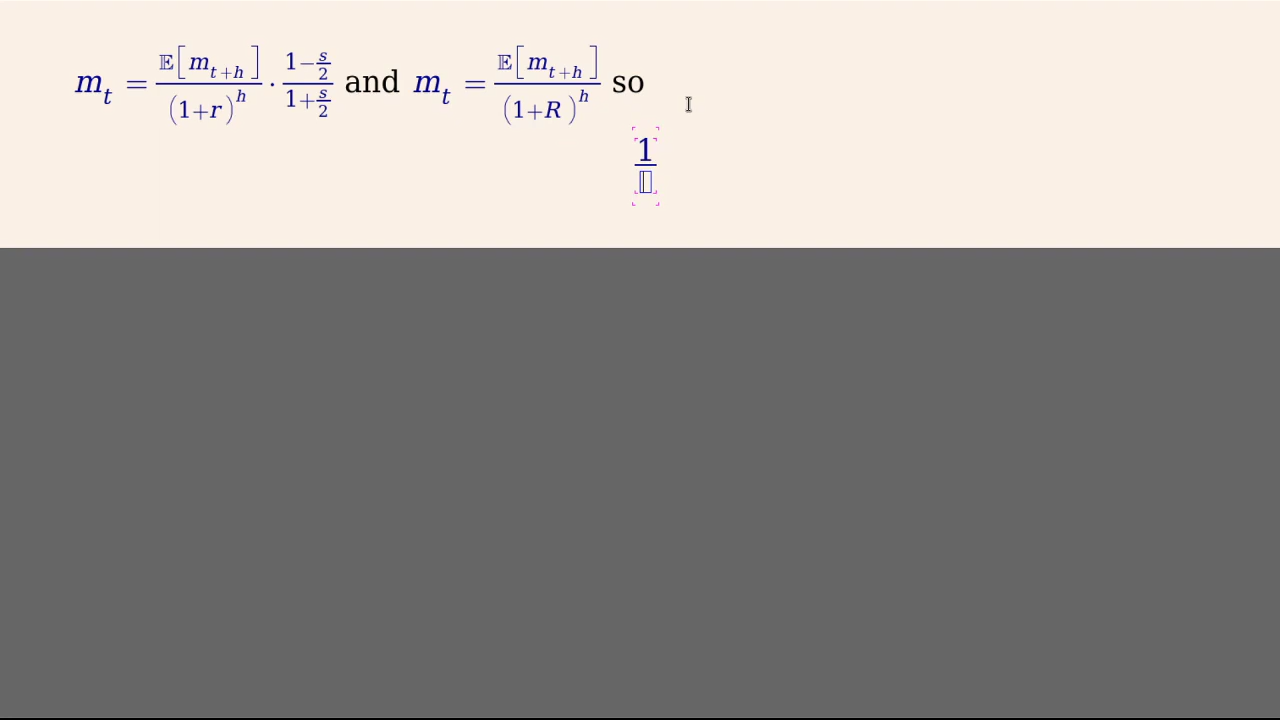 m_t = 𝔼[m_{t+h}]/(1+r)^h · (1−s/2)/(1+s/2) and m_t = 𝔼[m_{t+h}]/(1+R)^h so
1/